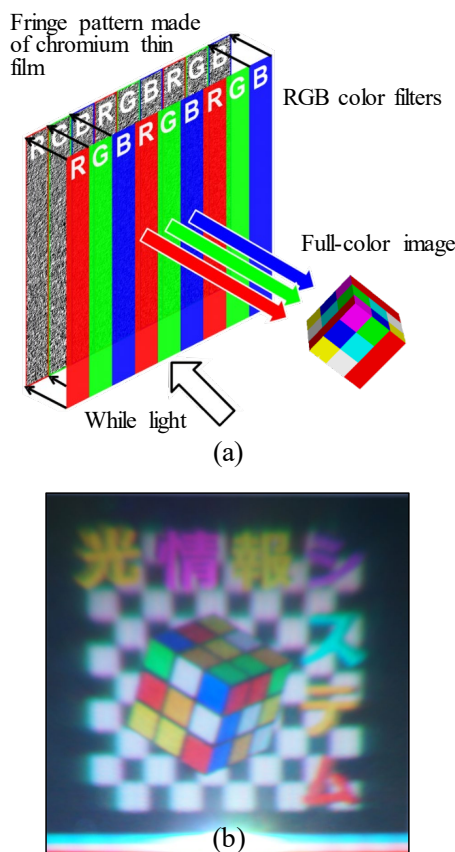 Fringe pattern made
of chromium thin
film
R G B R G B R G B
R G B R G B R G B
RGB color filters
Full-color image
While light
(a)
光情報シ
ス
テ
ム
(b)